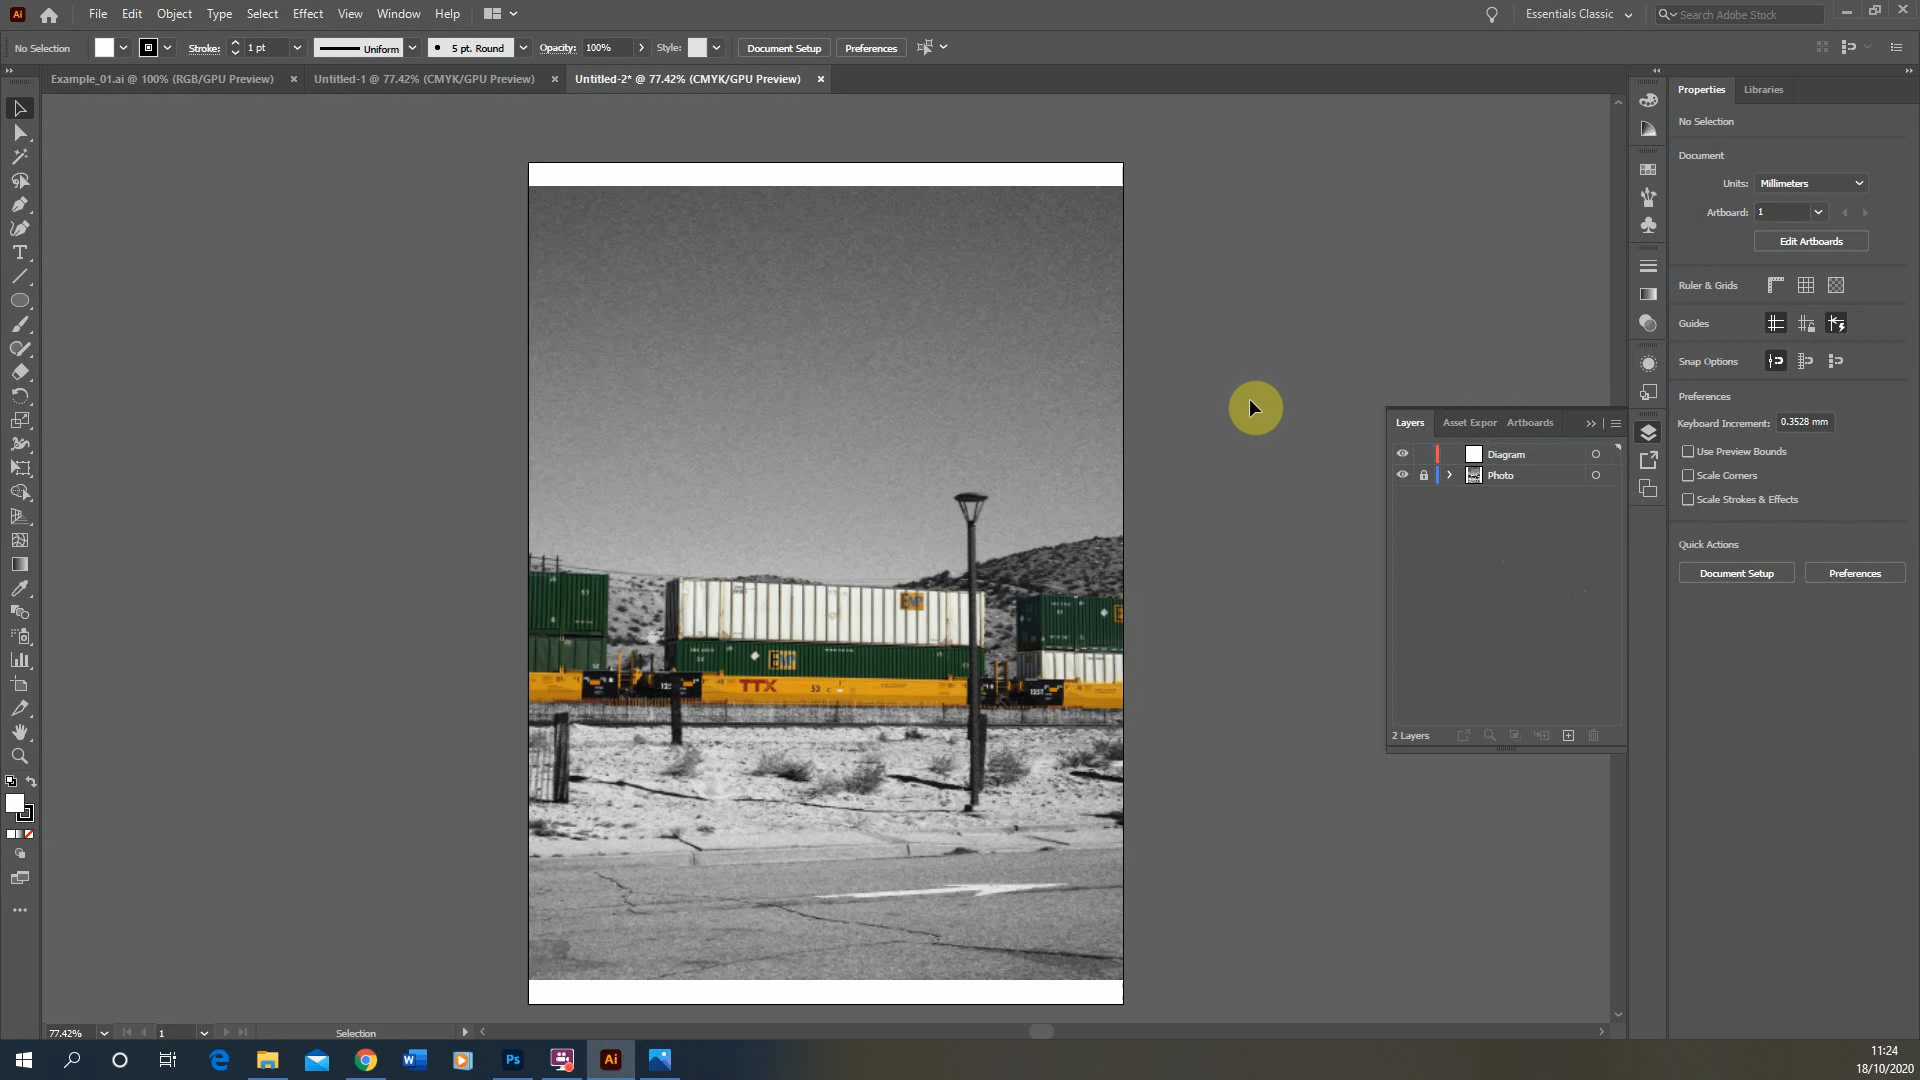 Ai File Edit Object Type Select Effect View Window Help Essentials Classic Search Adobe Stock
No Selection Stroke: 1 pt Uniform 5 pt. Round Opacity: 100% Style: Document Setup Preferences
Example_01.ai @ 100% (RGB/GPU Preview) Untitled-1 @ 77.42% (CMYK/GPU Preview) Untitled-2* @ 77.42% (CMYK/GPU Preview)
Properties Libraries
No Selection
Document
Units: Millimeters
Artboard: 1
Edit Artboards
Ruler & Grids
Guides
Snap Options
Preferences
Keyboard Increment: 0.3528 mm
Use Preview Bounds
Scale Corners
Scale Strokes & Effects
Quick Actions
Document Setup Preferences
Layers Asset Expor Artboards
Diagram
Photo
2 Layers
TTX 53
77.42% 1 Selection
Ps Ai
11:24
18/10/2020